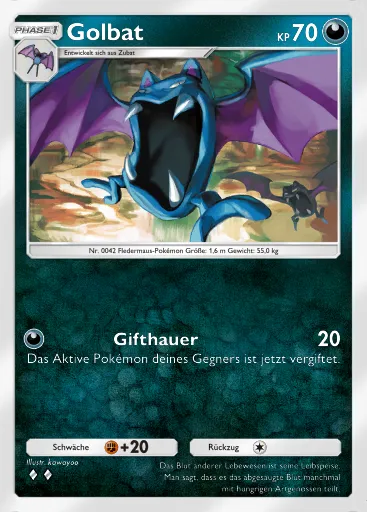 PHASE 1
Golbat
KP 70
Entwickelt sich aus Zubat
Nr. 0042 Fledermaus-Pokémon Größe: 1,6 m Gewicht: 55,0 kg
Gifthauer 20
Das Aktive Pokémon deines Gegners ist jetzt vergiftet.
Schwäche +20
Rückzug
Illustr. kawayoo
Das Blut anderer Lebewesen ist seine Leibspeise.
Man sagt, dass es das abgesaugte Blut manchmal
mit hungrigen Artgenossen teilt.